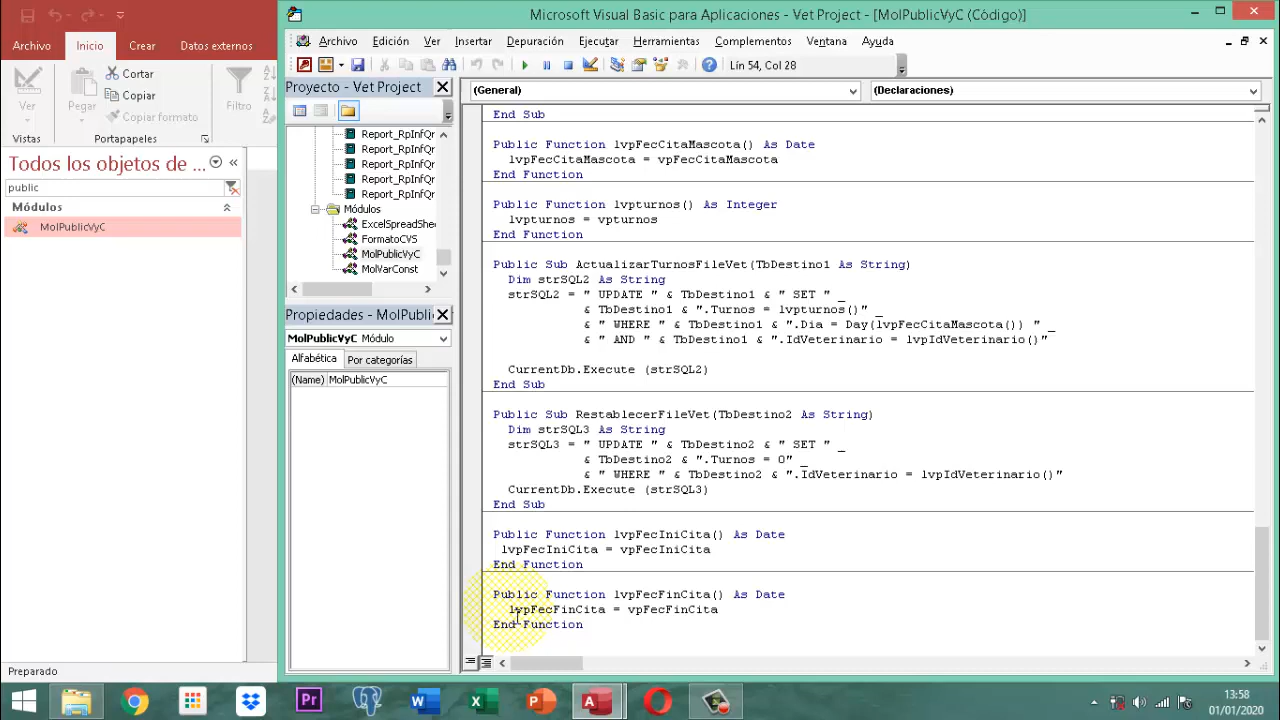 Microsoft Visual Basic para Aplicaciones - Vet Project - [MolPublicVyC (Código)]
Archivo Inicio Crear Datos externos
Archivo Edición Ver Insertar Depuración Ejecutar Herramientas Complementos Ventana Ayuda
Lín 54, Col 28
Ver
Pegar
Cortar
Copiar
Copiar formato
Filtro
Vistas
Portapapeles
Todos los objetos de ...
public
Módulos
MolPublicVyC
Preparado
Proyecto - Vet Project
Report_RpInfQr
Report_RpInfQr
Report_RpInfQr
Report_RpInfQr
Report_RpInfQr
Módulos
ExcelSpreadShe
FormatoCVS
MolPublicVyC
MolVarConst
Propiedades - MolPubli
MolPublicVyC Módulo
Alfabética Por categorías
(Name) MolPublicVyC
(General) (Declaraciones)
End Sub
Public Function lvpFecCitaMascota() As Date
lvpFecCitaMascota = vpFecCitaMascota
End Function
Public Function lvpturnos() As Integer
lvpturnos = vpturnos
End Function
Public Sub ActualizarTurnosFileVet(TbDestino1 As String)
Dim strSQL2 As String
strSQL2 = " UPDATE " & TbDestino1 & " SET " _
& TbDestino1 & ".Turnos = lvpturnos()" _
& " WHERE " & TbDestino1 & ".Dia = Day(lvpFecCitaMascota()) " _
& " AND " & TbDestino1 & ".IdVeterinario = lvpIdVeterinario()"
CurrentDb.Execute (strSQL2)
End Sub
Public Sub RestablecerFileVet(TbDestino2 As String)
Dim strSQL3 As String
strSQL3 = " UPDATE " & TbDestino2 & " SET " _
& TbDestino2 & ".Turnos = 0" _
& " WHERE " & TbDestino2 & ".IdVeterinario = lvpIdVeterinario()"
CurrentDb.Execute (strSQL3)
End Sub
Public Function lvpFecIniCita() As Date
lvpFecIniCita = vpFecIniCita
End Function
Public Function lvpFecFinCita() As Date
lvpFecFinCita = vpFecFinCita
End Function
Pr
13:58
01/01/2020